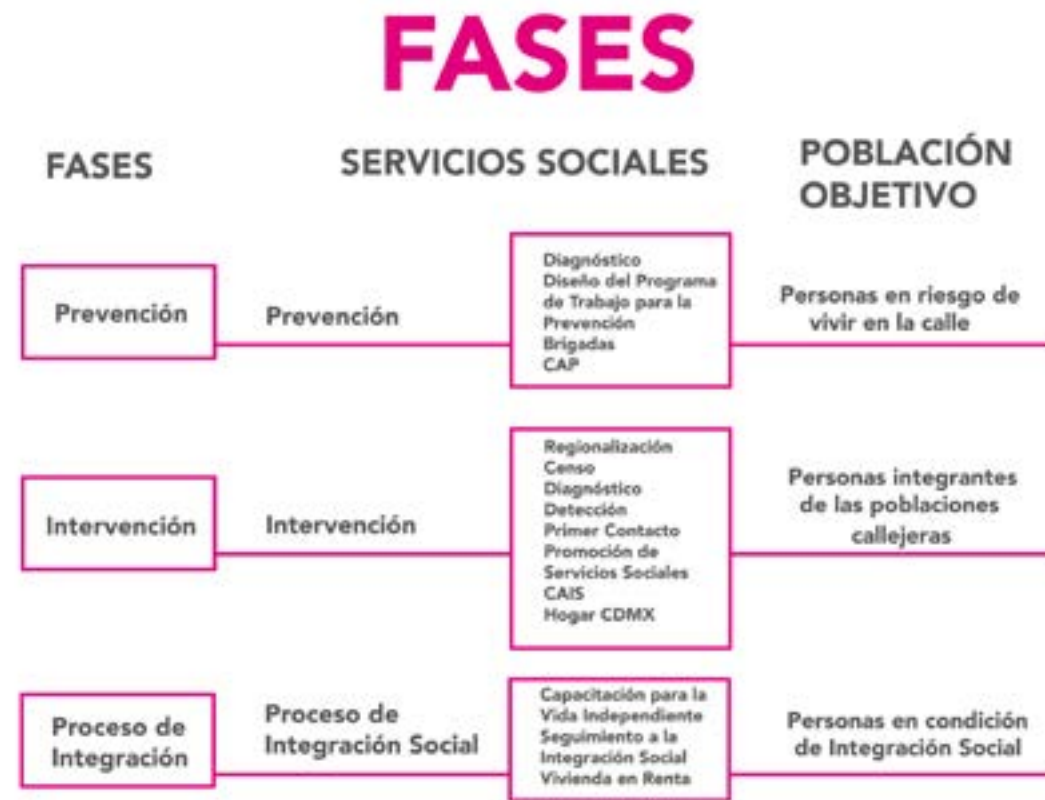 FASES
FASES
SERVICIOS SOCIALES
POBLACIÓN
OBJETIVO
Prevención
Prevención
Diagnóstico
Diseño del Programa
de Trabajo para la
Prevención
Brigadas
CAP
Personas en riesgo de
vivir en la calle
Intervención
Intervención
Regionalización
Censo
Diagnóstico
Detección
Primer Contacto
Promoción de
Servicios Sociales
CAIS
Hogar CDMX
Personas integrantes
de las poblaciones
callejeras
Proceso de
Integración
Proceso de
Integración Social
Capacitación para la
Vida Independiente
Seguimiento a la
Integración Social
Vivienda en Renta
Personas en condición
de Integración Social